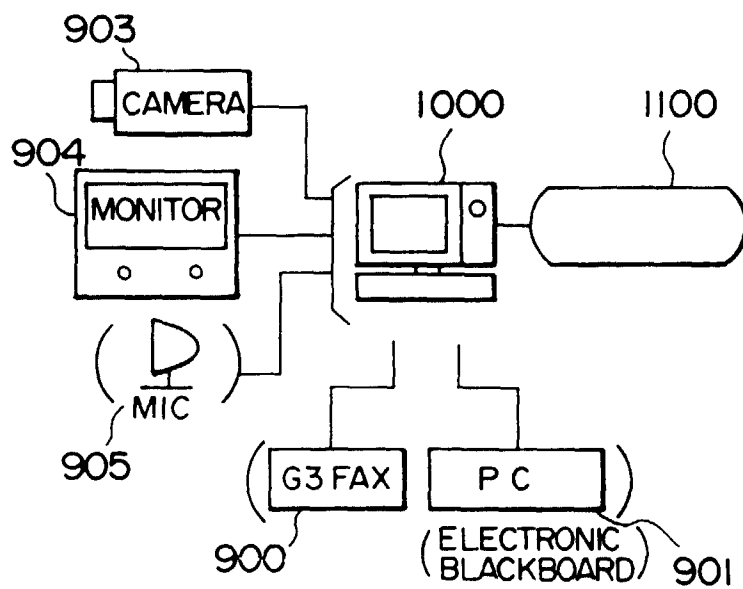 903
CAMERA
904
MONITOR
1000
1100
MIC
905
G3 FAX
900
PC
901
(ELECTRONIC
BLACKBOARD)